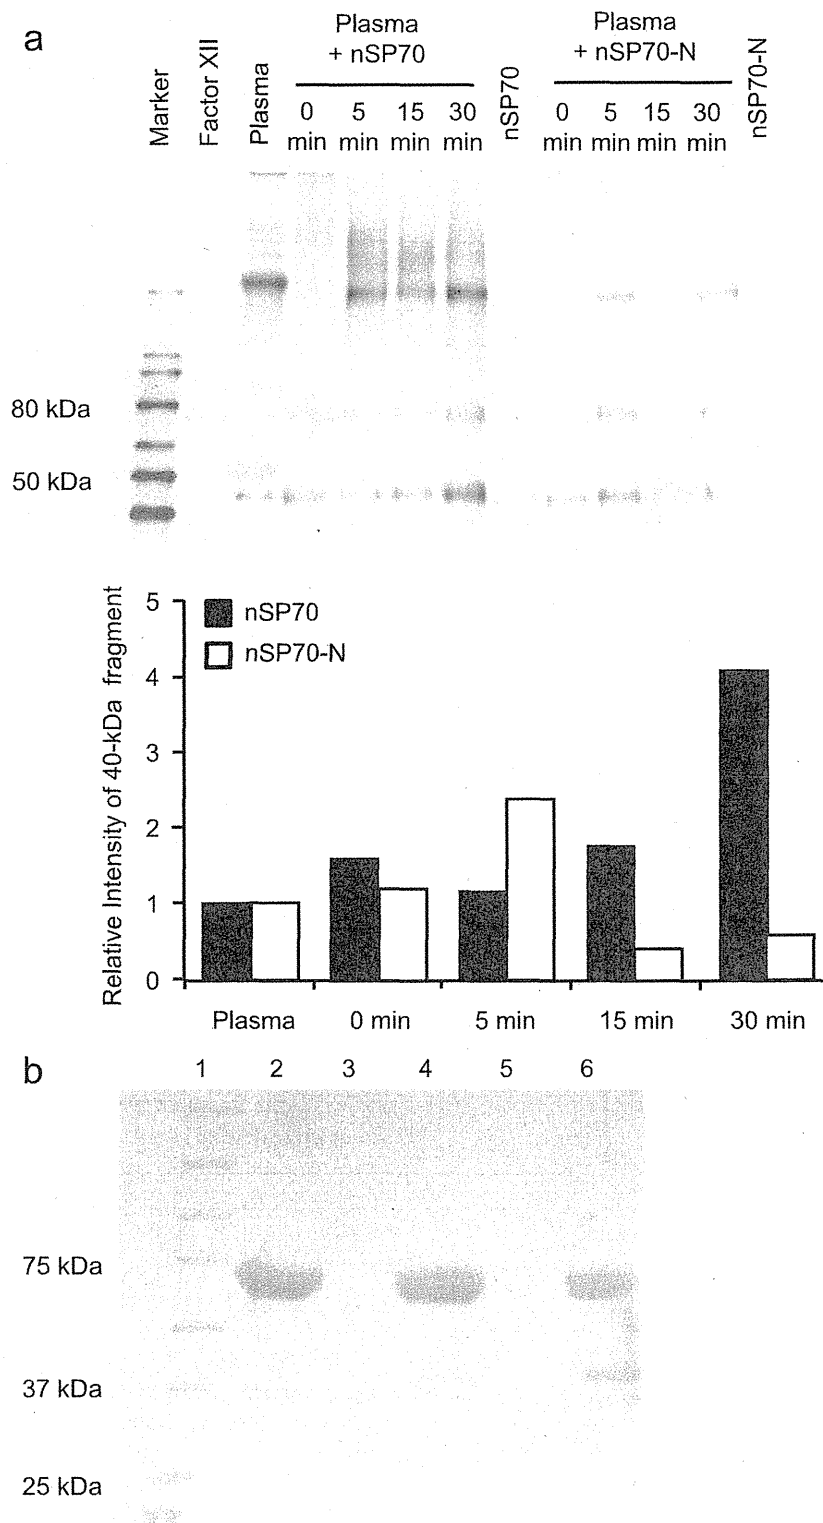 a
Plasma
+ nSP70
Plasma
+ nSP70-N
Marker
Factor XII
Plasma
0
min
5
min
15
min
30
min
nSP70
0
min
5
min
15
min
30
min
nSP70-N
80 kDa
50 kDa
Relative Intensity of 40-kDa fragment
5
4
3
2
1
0
nSP70
nSP70-N
Plasma
0 min
5 min
15 min
30 min
b
1
2
3
4
5
6
75 kDa
37 kDa
25 kDa